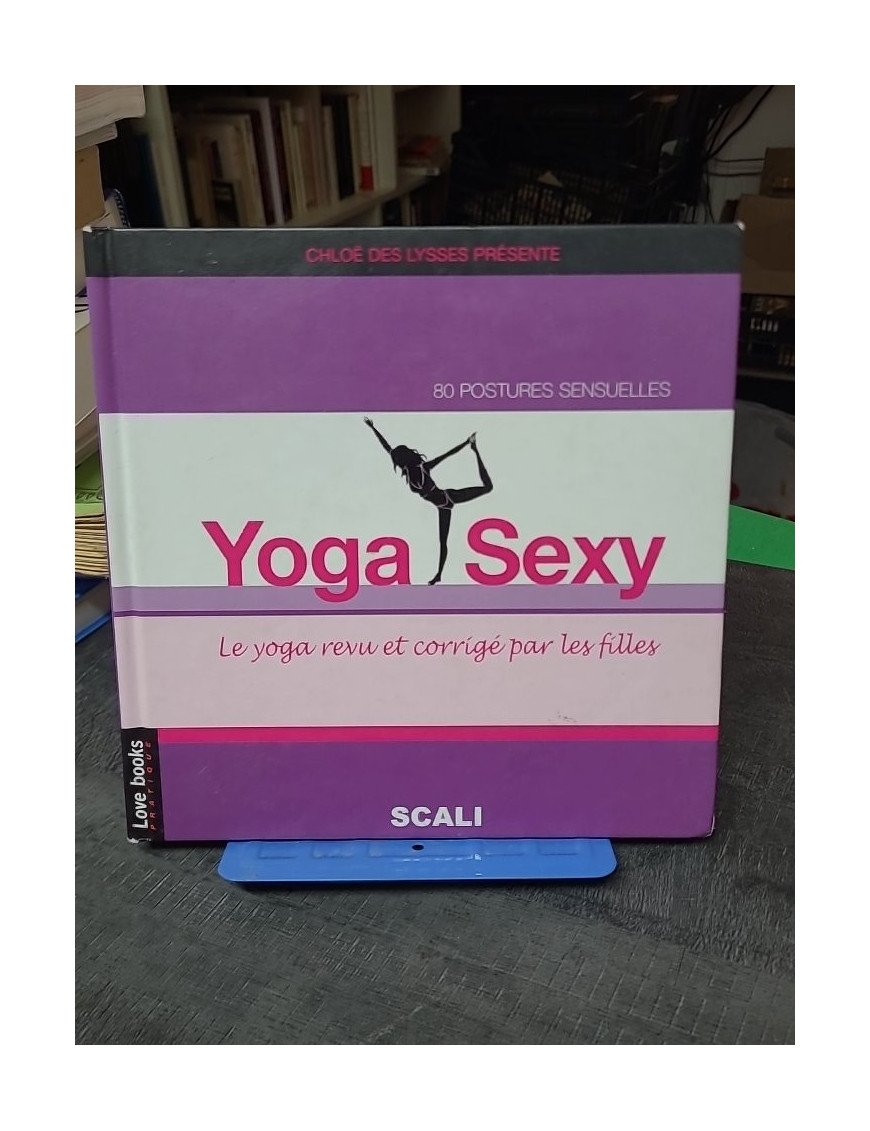 CHLOË DES LYSSES PRÉSENTE
80 POSTURES SENSUELLES
Yoga Sexy
Le yoga revu et corrigé par les filles
Love books
PRATIQUE
SCALI